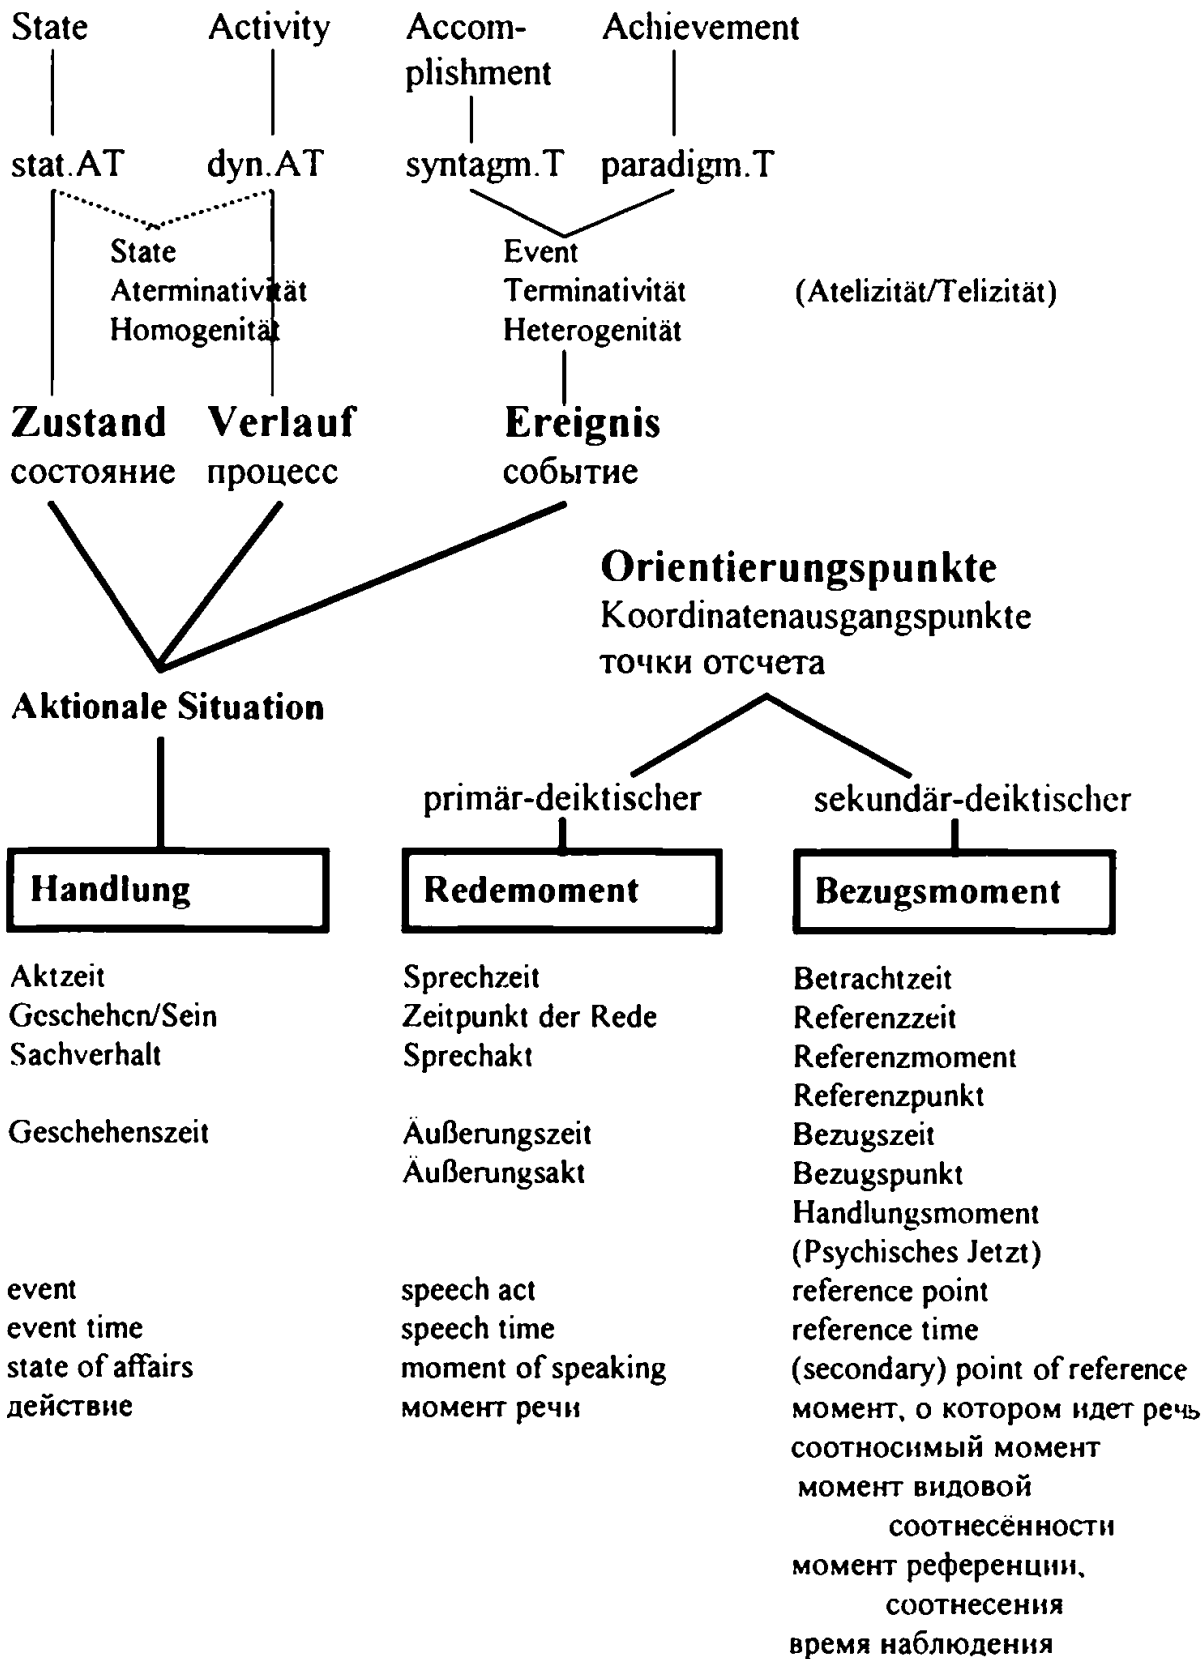 State Activity Accom- Achievement
plishment
stat.AT dyn.AT syntagm.T paradigm.T
State Event
Aterminativität Terminativität (Atelizität/Telizität)
Homogenität Heterogenität
Zustand Verlauf Ereignis
состояние процесс событие
Orientierungspunkte
Koordinatenausgangspunkte
точки отсчета
Aktionale Situation
primär-deiktischer sekundär-deiktischer
Handlung Redemoment Bezugsmoment
Aktzeit Sprechzeit Betrachtzeit
Geschehen/Sein Zeitpunkt der Rede Referenzzeit
Sachverhalt Sprechakt Referenzmoment
Referenzpunkt
Geschehenszeit Äußerungszeit Bezugszeit
Äußerungsakt Bezugspunkt
Handlungsmoment
(Psychisches Jetzt)
event speech act reference point
event time speech time reference time
state of affairs moment of speaking (secondary) point of reference
действие момент речи момент, о котором идет речь
соотносимый момент
момент видовой
соотнесённости
момент референции,
соотнесения
время наблюдения